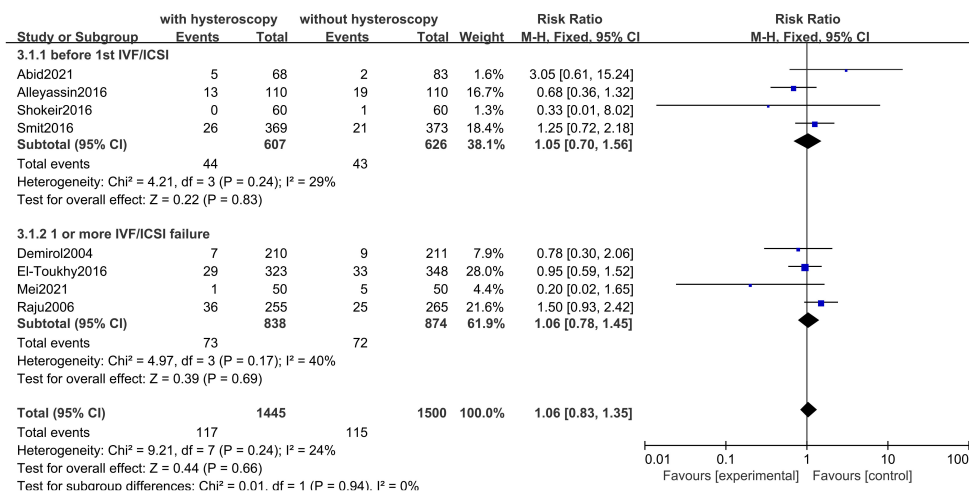 with hysteroscopy without hysteroscopy Risk Ratio Risk Ratio
Study or Subgroup Events Total Events Total Weight M-H. Fixed. 95% CI M-H. Fixed. 95% CI
3.1.1 before 1st IVF/ICSI
Abid2021 5 68 2 83 1.6% 3.05 [0.61, 15.24]
Alleyassin2016 13 110 19 110 16.7% 0.68 [0.36, 1.32]
Shokeir2016 0 60 1 60 1.3% 0.33 [0.01, 8.02]
Smit2016 26 369 21 373 18.4% 1.25 [0.72, 2.18]
Subtotal (95% CI) 607 626 38.1% 1.05 [0.70, 1.56]
Total events 44 43
Heterogeneity: Chi² = 4.21, df = 3 (P = 0.24); I² = 29%
Test for overall effect: Z = 0.22 (P = 0.83)
3.1.2 1 or more IVF/ICSI failure
Demirol2004 7 210 9 211 7.9% 0.78 [0.30, 2.06]
El-Toukhy2016 29 323 33 348 28.0% 0.95 [0.59, 1.52]
Mei2021 1 50 5 50 4.4% 0.20 [0.02, 1.65]
Raju2006 36 255 25 265 21.6% 1.50 [0.93, 2.42]
Subtotal (95% CI) 838 874 61.9% 1.06 [0.78, 1.45]
Total events 73 72
Heterogeneity: Chi² = 4.97, df = 3 (P = 0.17); I² = 40%
Test for overall effect: Z = 0.39 (P = 0.69)
Total (95% CI) 1445 1500 100.0% 1.06 [0.83, 1.35]
Total events 117 115
Heterogeneity: Chi² = 9.21, df = 7 (P = 0.24); I² = 24%
Test for overall effect: Z = 0.44 (P = 0.66)
Test for subgroup differences: Chi² = 0.01, df = 1 (P = 0.94), I² = 0%
0.01 0.1 1 10 100
Favours [experimental] Favours [control]